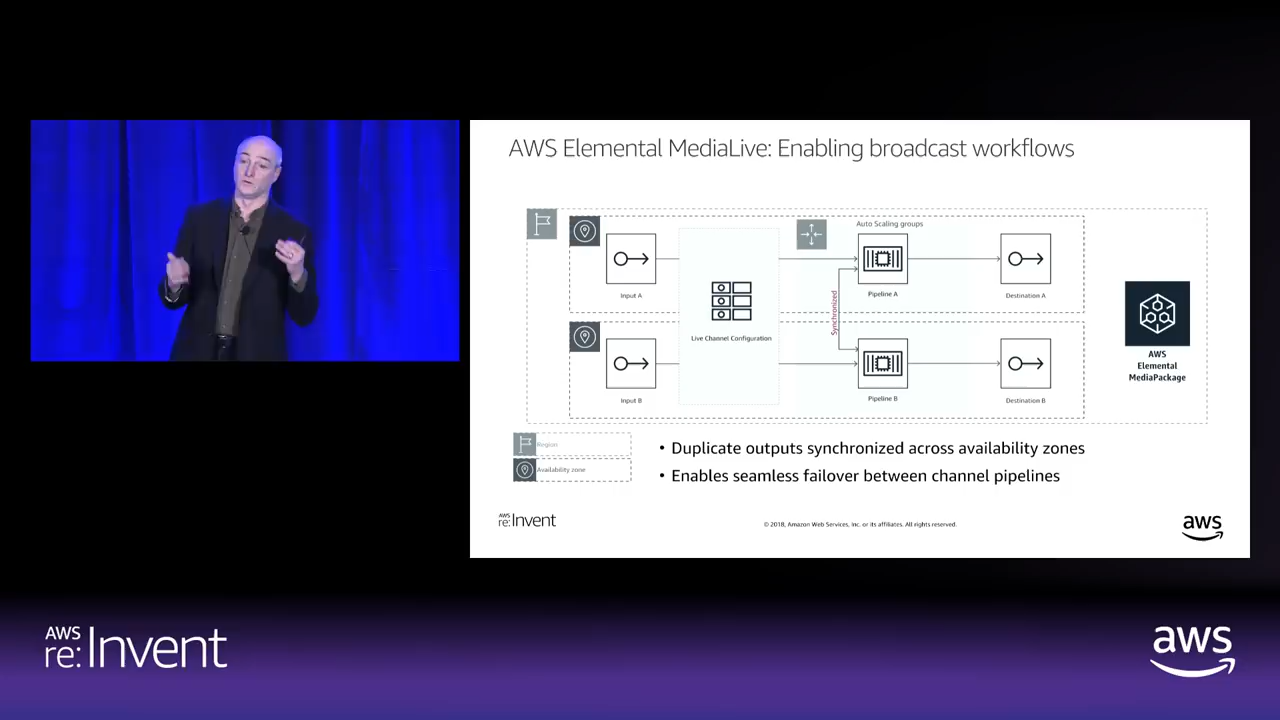 AWS Elemental MediaLive: Enabling broadcast workflows
Auto Scaling groups
Input A
Pipeline A
Destination A
Synchronized
Live Channel Configuration
Input B
Pipeline B
Destination B
AWS
Elemental
MediaPackage
Region
Availability zone
• Duplicate outputs synchronized across availability zones
• Enables seamless failover between channel pipelines
AWS
re:Invent
© 2018, Amazon Web Services, Inc. or its affiliates. All rights reserved.
aws
AWS
re:Invent
aws